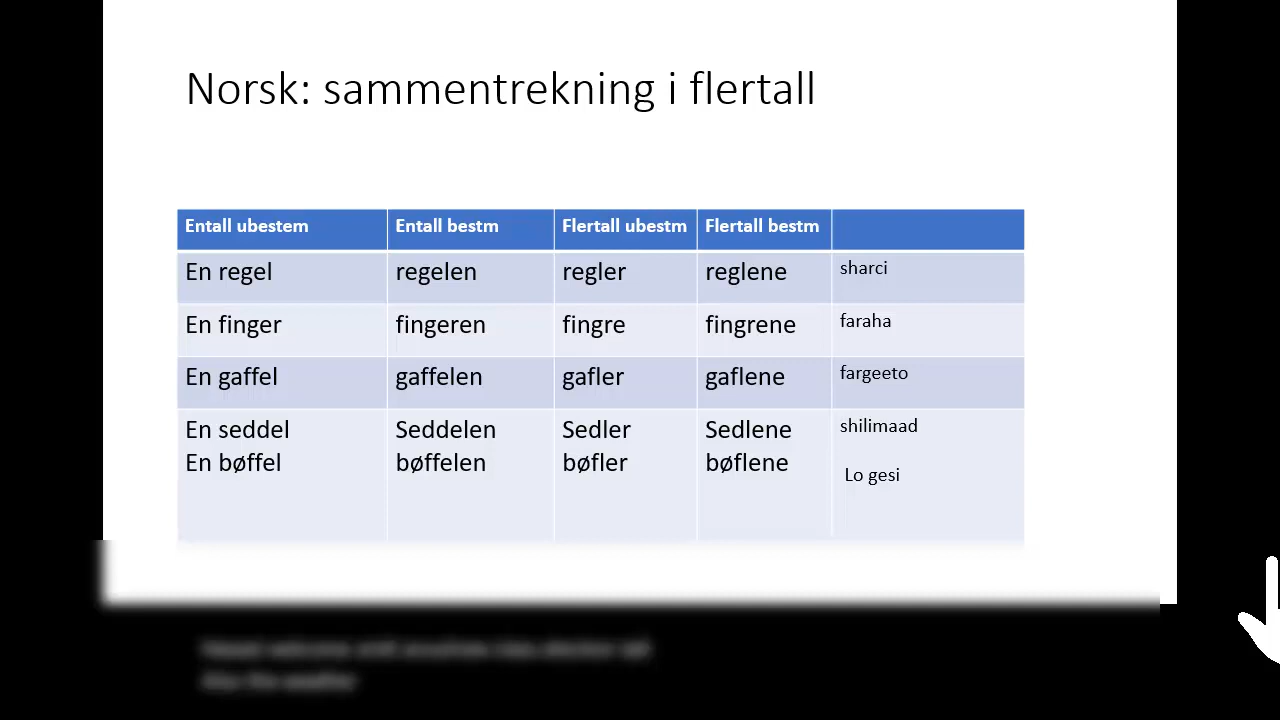 Norsk: sammentrekning i flertall
Entall ubestem Entall bestm Flertall ubestm Flertall bestm
En regel regelen regler reglene sharci
En finger fingeren fingre fingrene faraha
En gaffel gaffelen gafler gaflene fargeeto
En seddel Seddelen Sedler Sedlene shilimaad
En bøffel bøffelen bøfler bøflene Lo gesi